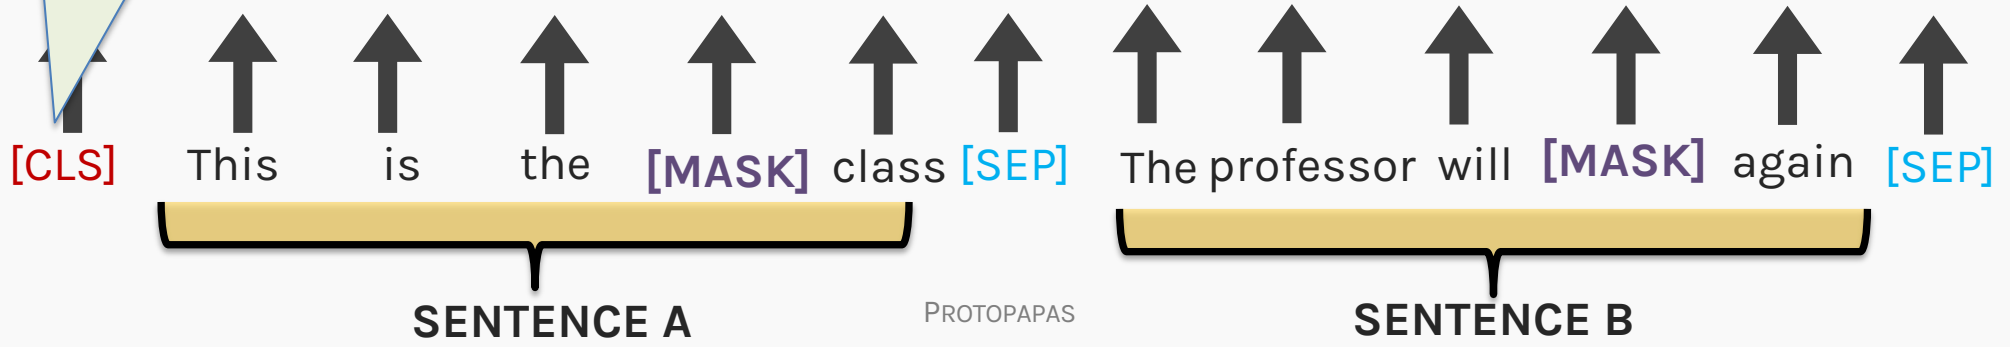 [CLS] This is the [MASK] class [SEP] The professor will [MASK] again [SEP]
SENTENCE A PROTOPAPAS SENTENCE B